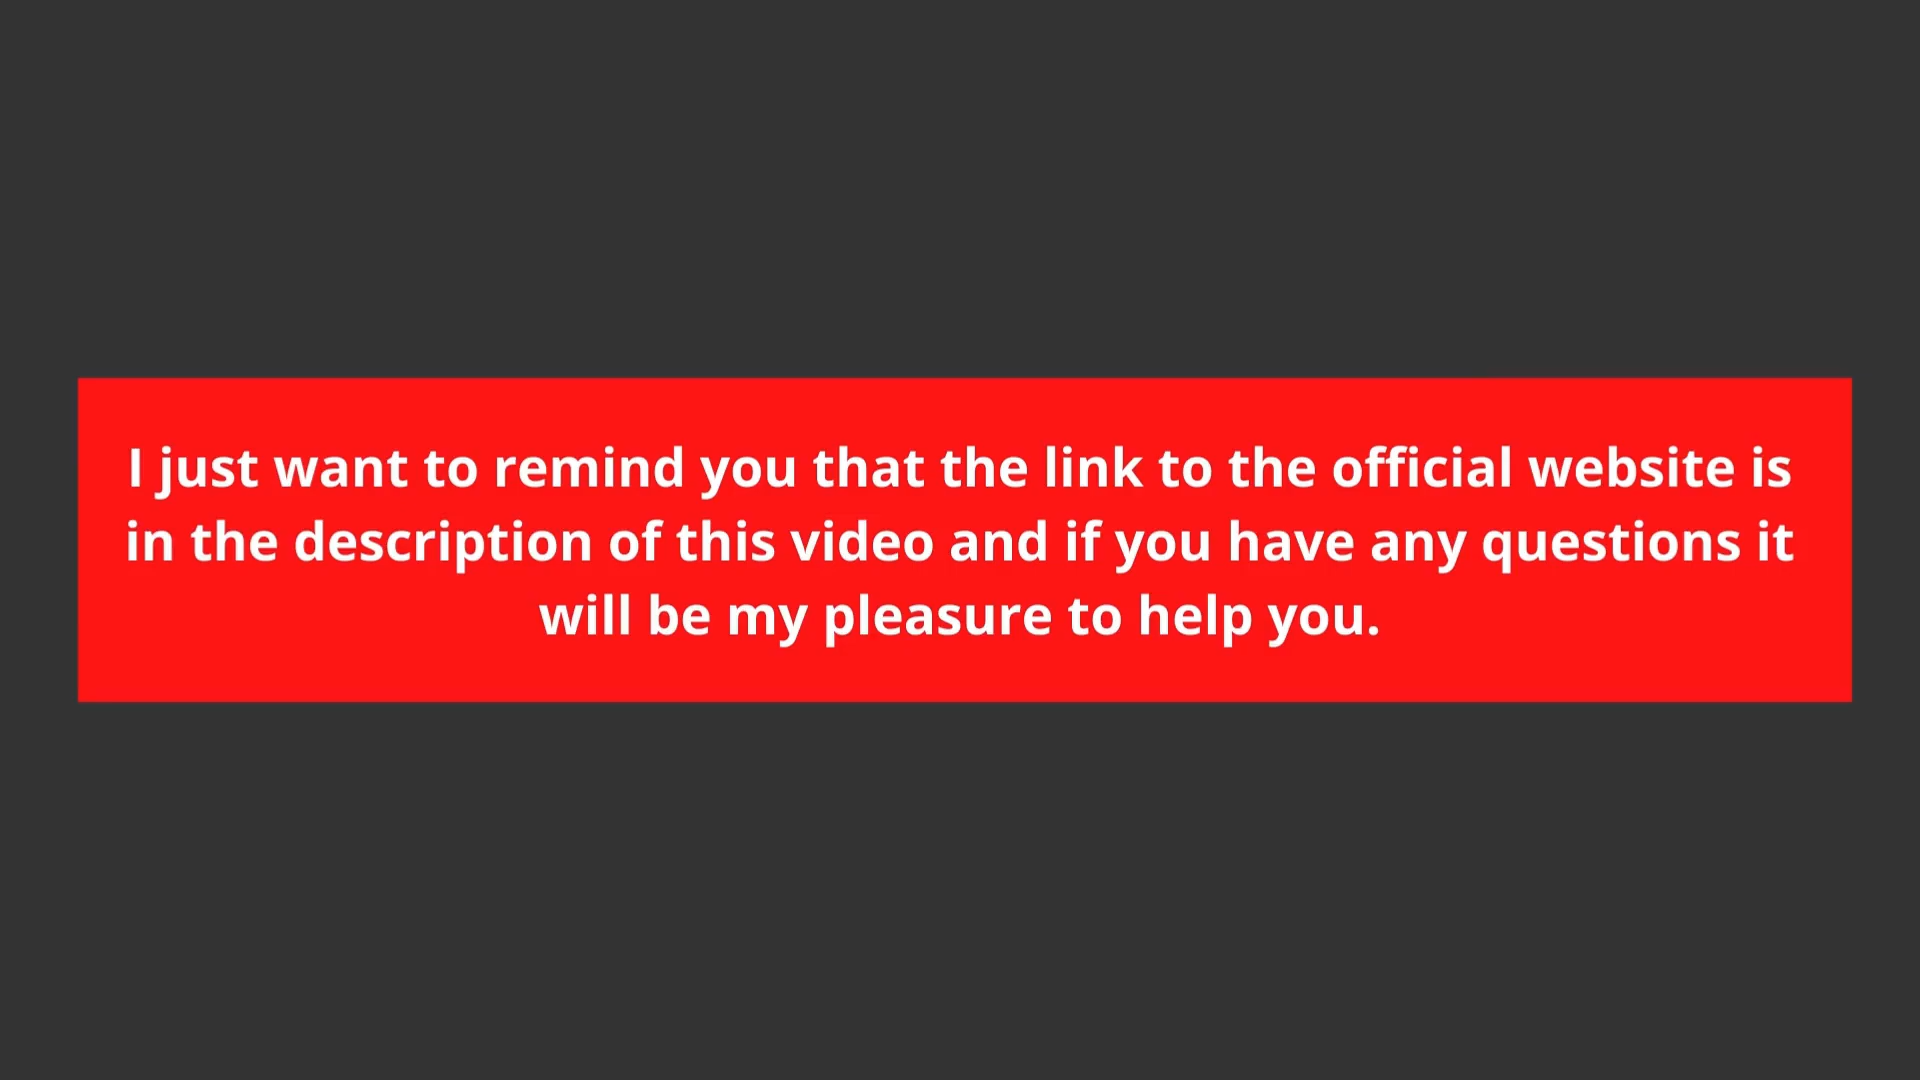 I just want to remind you that the link to the official website is
in the description of this video and if you have any questions it
will be my pleasure to help you.